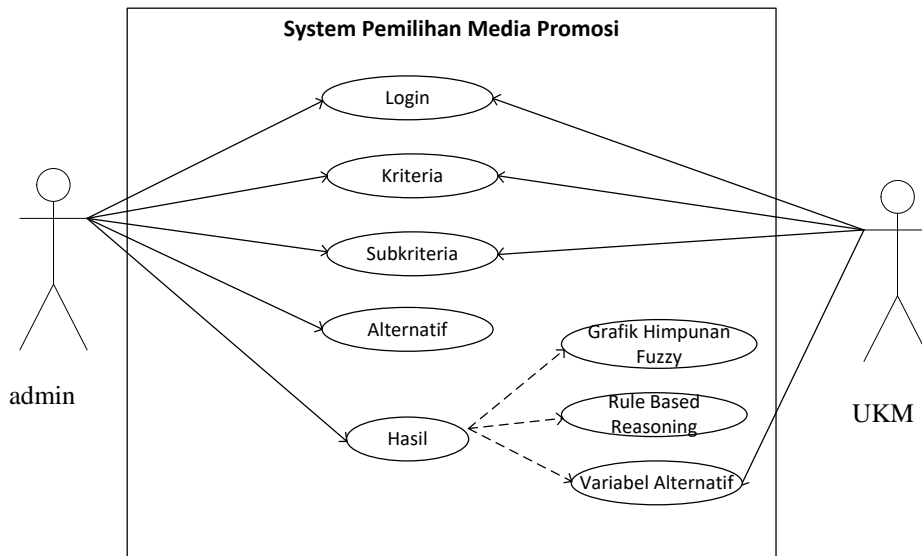 System Pemilihan Media Promosi
Login
Kriteria
Subkriteria
Alternatif
Grafik Himpunan
Fuzzy
admin
Rule Based
Reasoning
UKM
Hasil
Variabel Alternatif